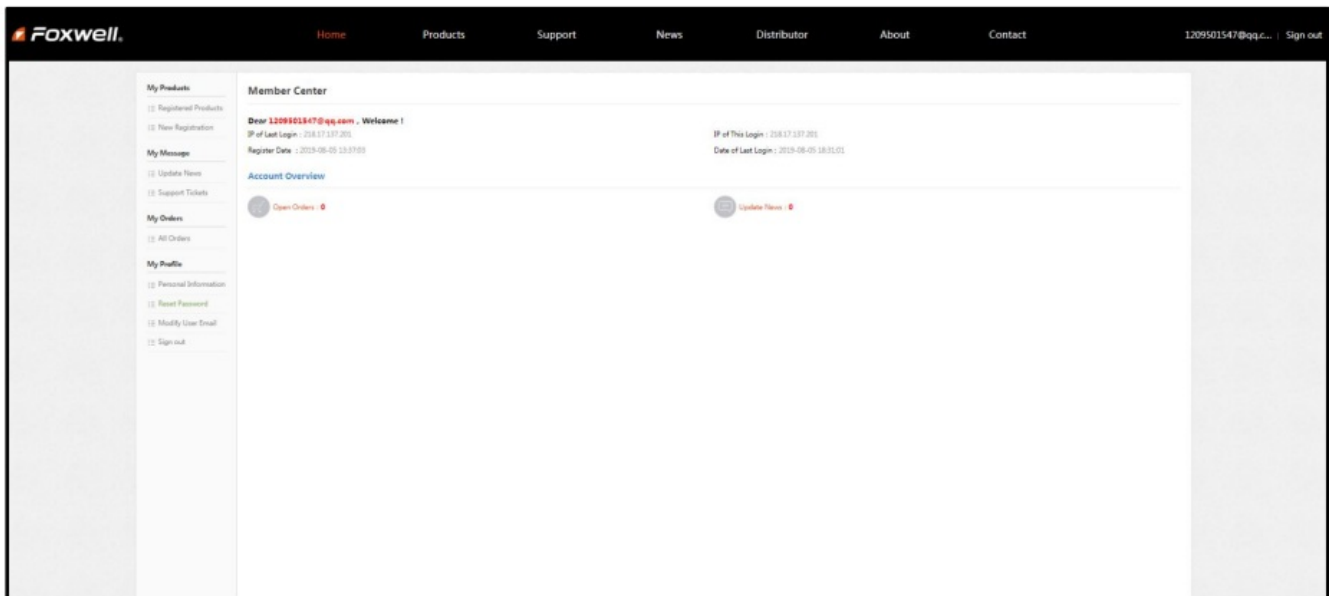 Foxwell.
Home Products Support News Distributor About Contact 1209501547@qq.c... | Sign out
My Products
Registered Products
New Registration
My Message
Update News
Support Tickets
My Orders
All Orders
My Profile
Personal Information
Reset Password
Modify User Email
Sign out
Member Center
Dear 1209501547@qq.com , Welcome !
IP of Last Login : 218.17.137.201
IP of This Login : 218.17.137.201
Register Date : 2019-08-05 13:37:03
Date of Last Login : 2019-08-05 18:31:01
Account Overview
Open Orders : 0
Update News : 0